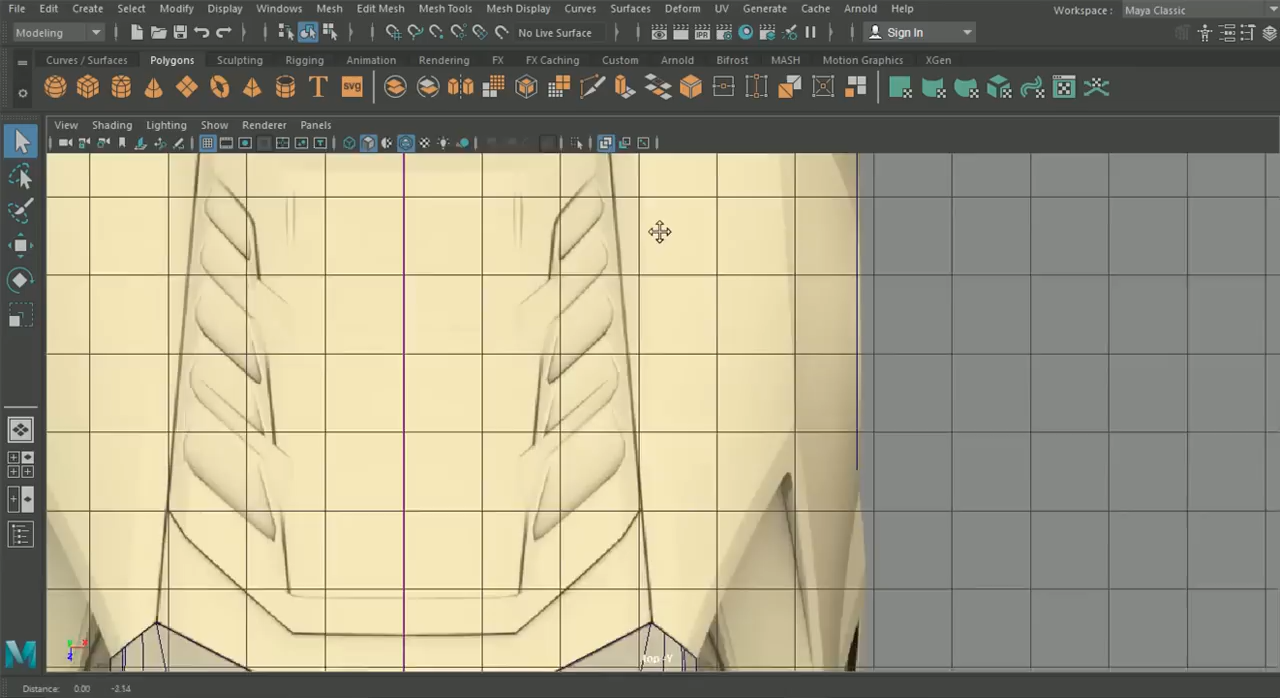 File Edit Create Select Modify Display Windows Mesh Edit Mesh Mesh Tools Mesh Display Curves Surfaces Deform UV Generate Cache Arnold Help Workspace : Maya Classic
Modeling No Live Surface Sign In
Curves / Surfaces Polygons Sculpting Rigging Animation Rendering FX FX Caching Custom Arnold Bifrost MASH Motion Graphics XGen
T svg
View Shading Lighting Show Renderer Panels
top -Y
Distance: 0.00 -2.14